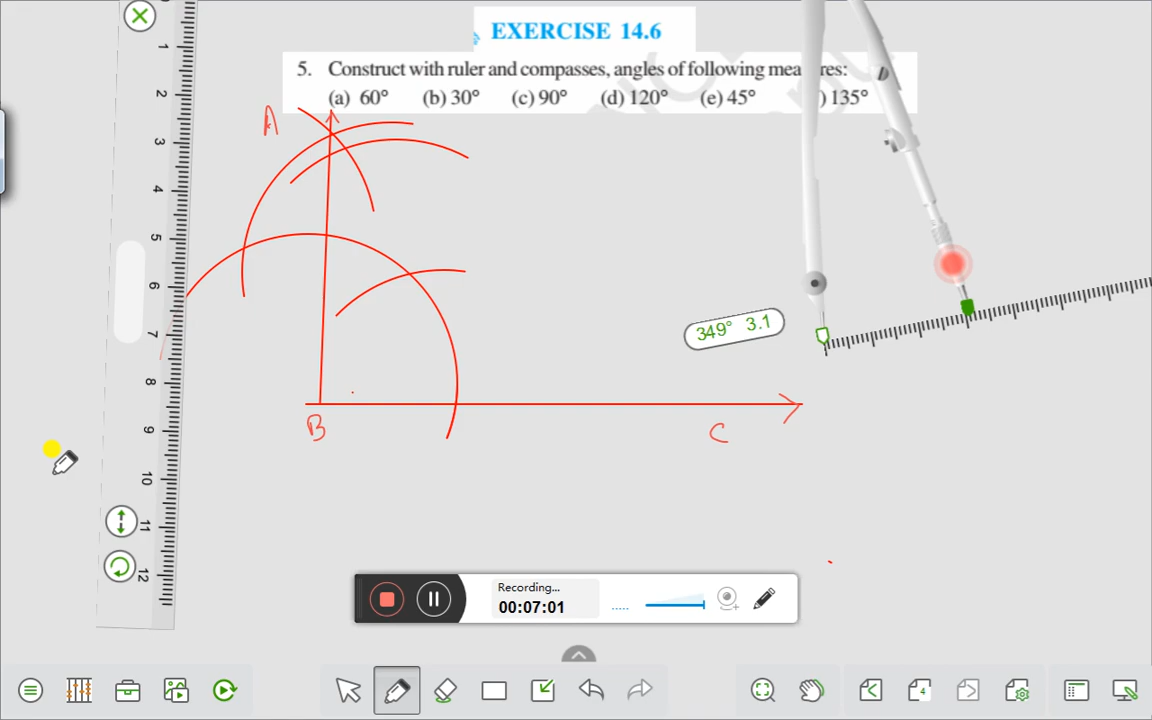 EXERCISE 14.6
5. Construct with ruler and compasses, angles of following mea res:
(a) 60° (b) 30° (c) 90° (d) 120° (e) 45° ) 135°
A
B
C
349° 3.1
1
2
3
4
5
6
7
8
9
10
11
12
Recording...
00:07:01
4